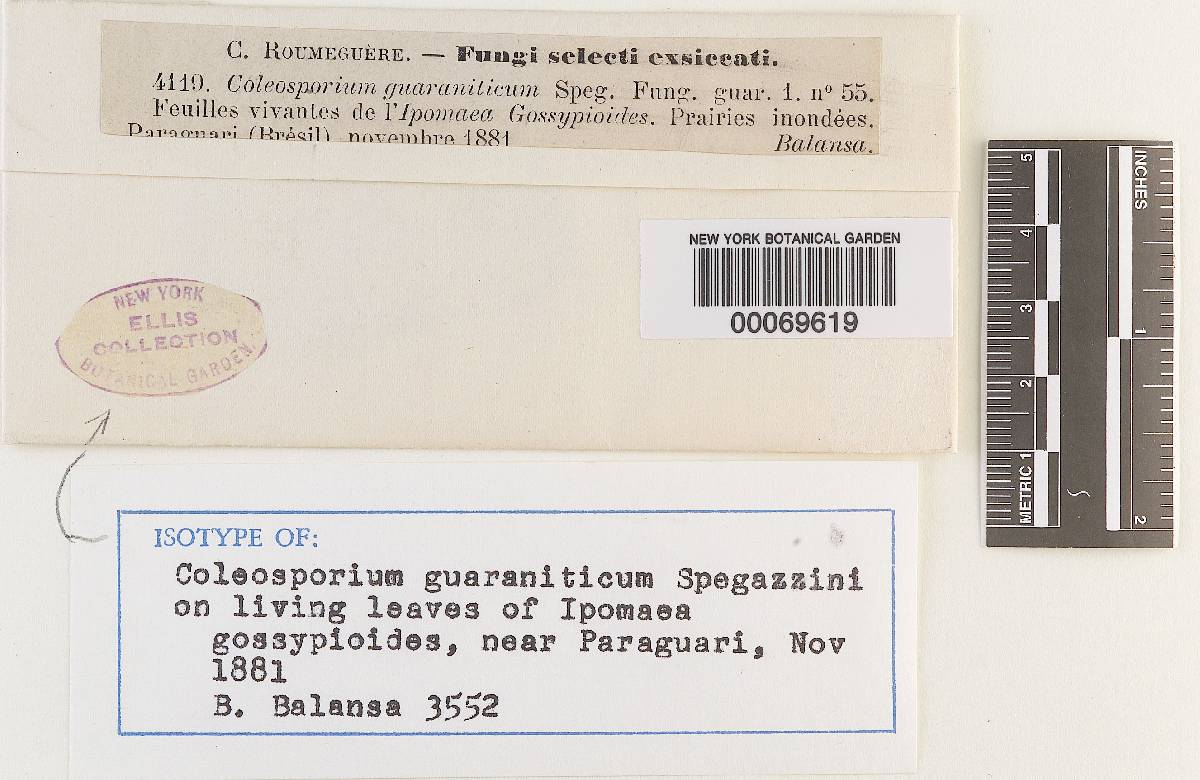 C. ROUMEGUÈRE. — Fungi selecti exsiccati.
4119. Coleosporium guaraniticum Speg. Fung. guar. 1. nº 55.
Feuilles vivantes de l'Ipomaea Gossypioides. Prairies inondées.
Paraguari (Brésil) novembre 1881 Balansa.
NEW YORK BOTANICAL GARDEN
00069619
NEW YORK
ELLIS
COLLECTION
BOTANICAL GARDEN.
ISOTYPE OF:
Coleosporium guaraniticum Spegazzini
on living leaves of Ipomaea
gossypioides, near Paraguari, Nov
1881
B. Balansa 3552
METRIC 1 2 3 4 5
INCHES 1 2